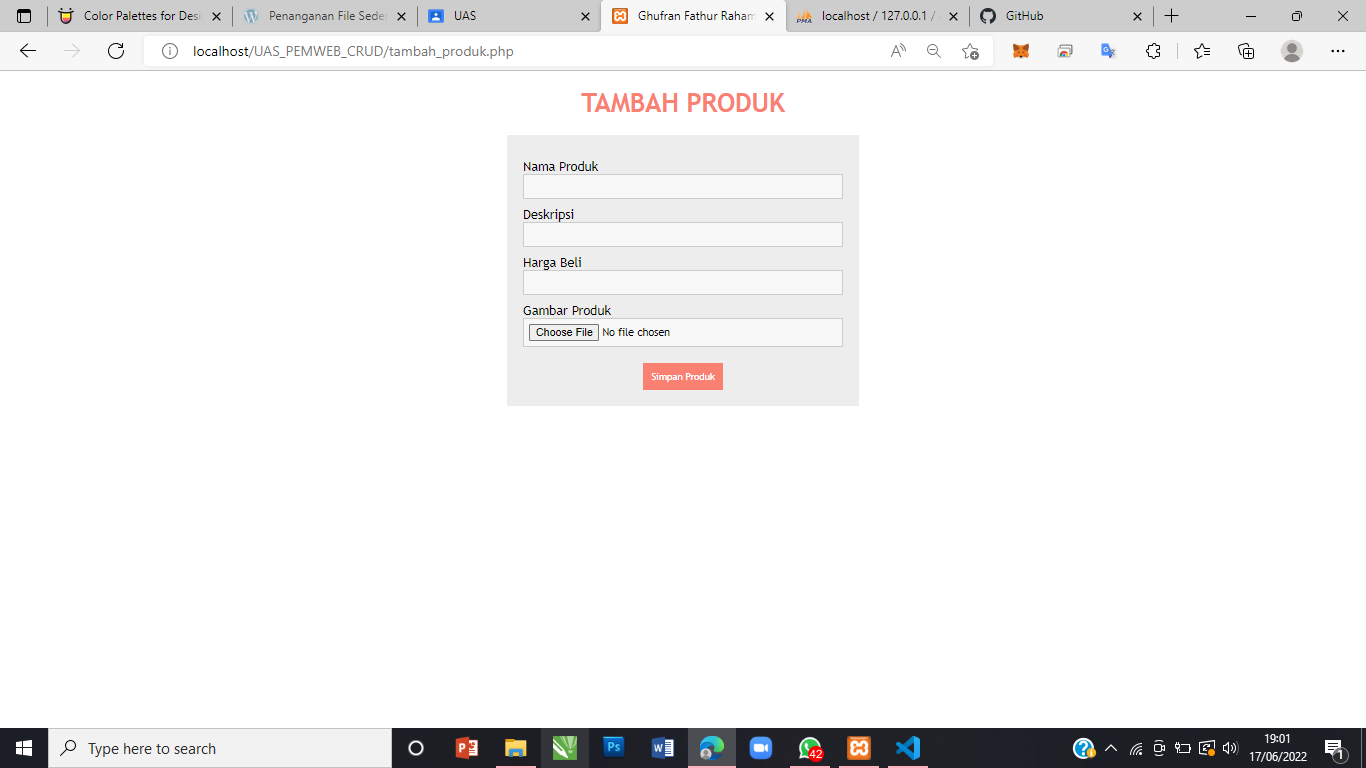 Color Palettes for Desi
Penanganan File Seder
UAS
Ghufran Fathur Raham
localhost / 127.0.0.1 /
GitHub
localhost/UAS_PEMWEB_CRUD/tambah_produk.php
TAMBAH PRODUK
Nama Produk
Deskripsi
Harga Beli
Gambar Produk
Choose File No file chosen
Simpan Produk
Type here to search
42
19:01
17/06/2022
1